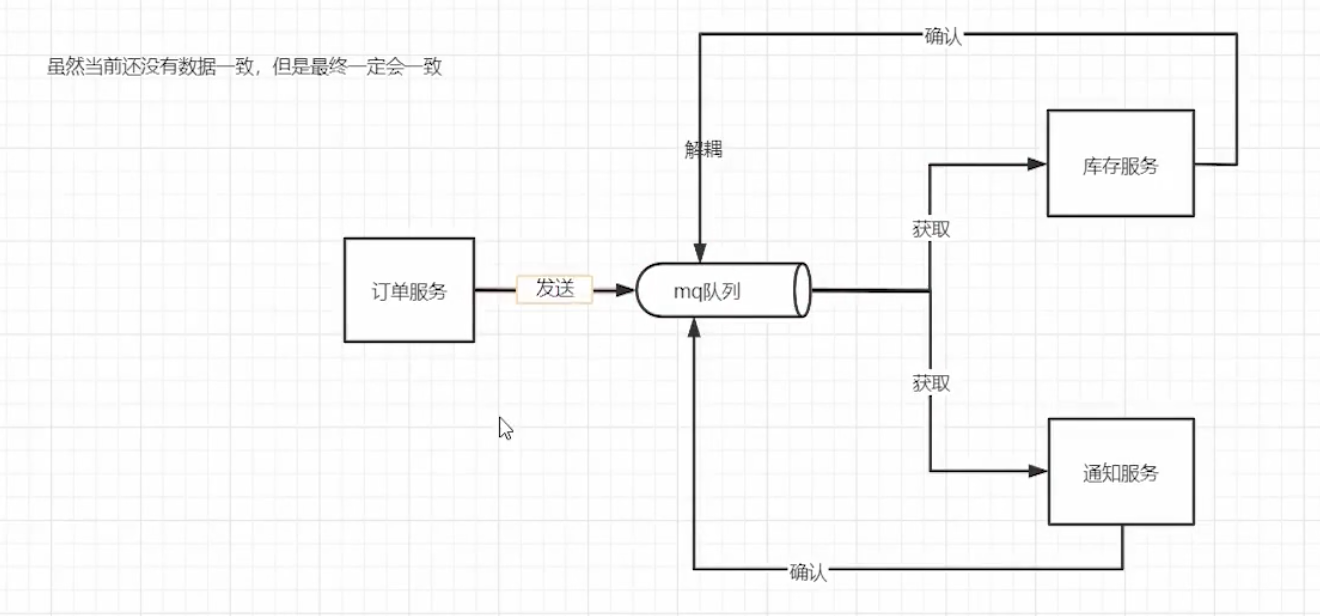 虽然当前还没有数据一致，但是最终一定会一致
确认
解耦
库存服务
获取
订单服务
发送
mq队列
获取
通知服务
确认